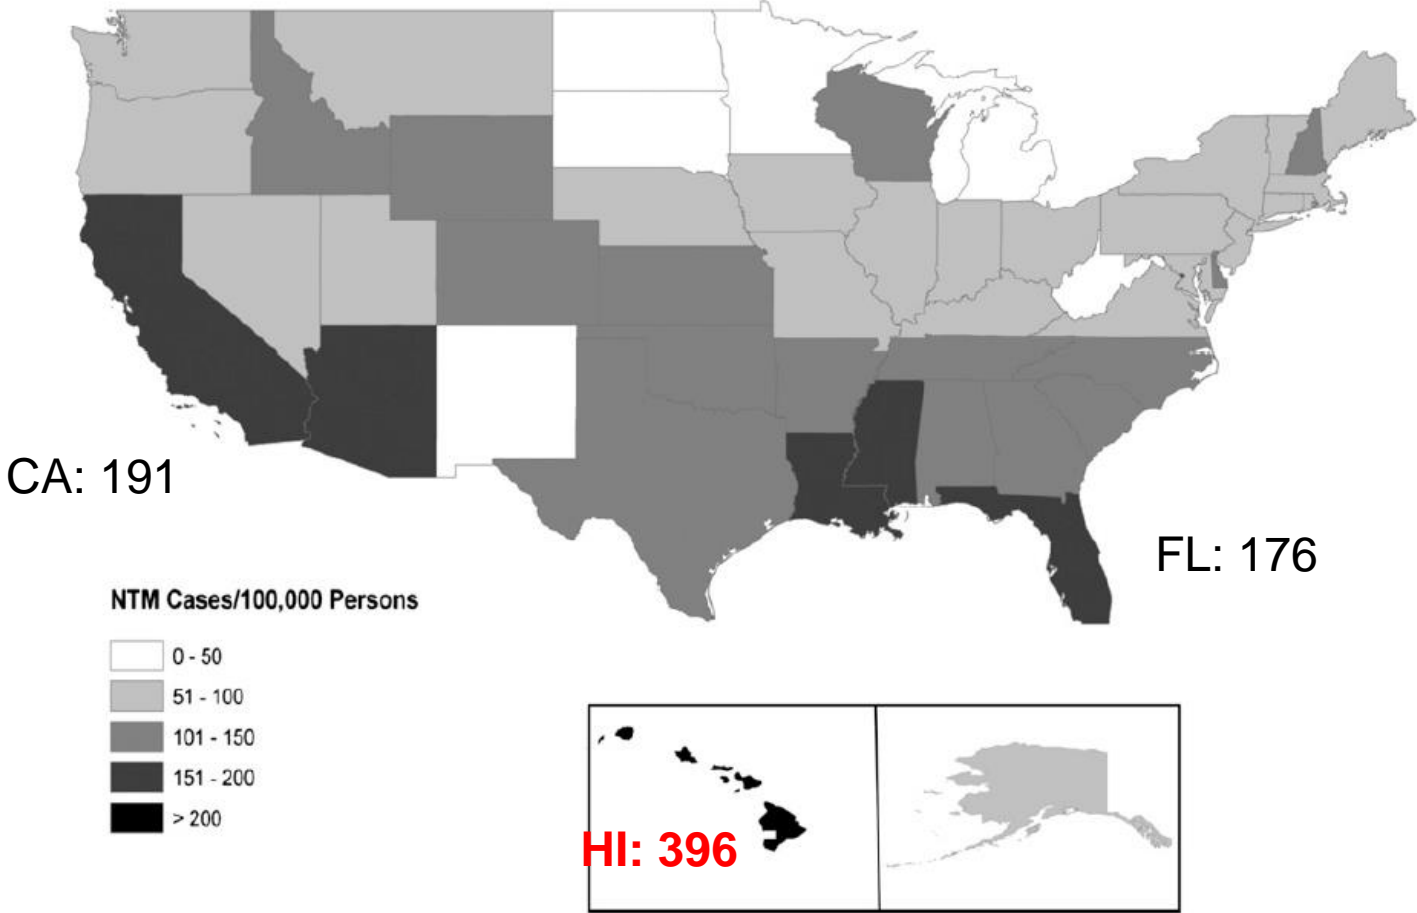 CA: 191
FL: 176
NTM Cases/100,000 Persons
0 - 50
51 - 100
101 - 150
151 - 200
> 200
HI: 396